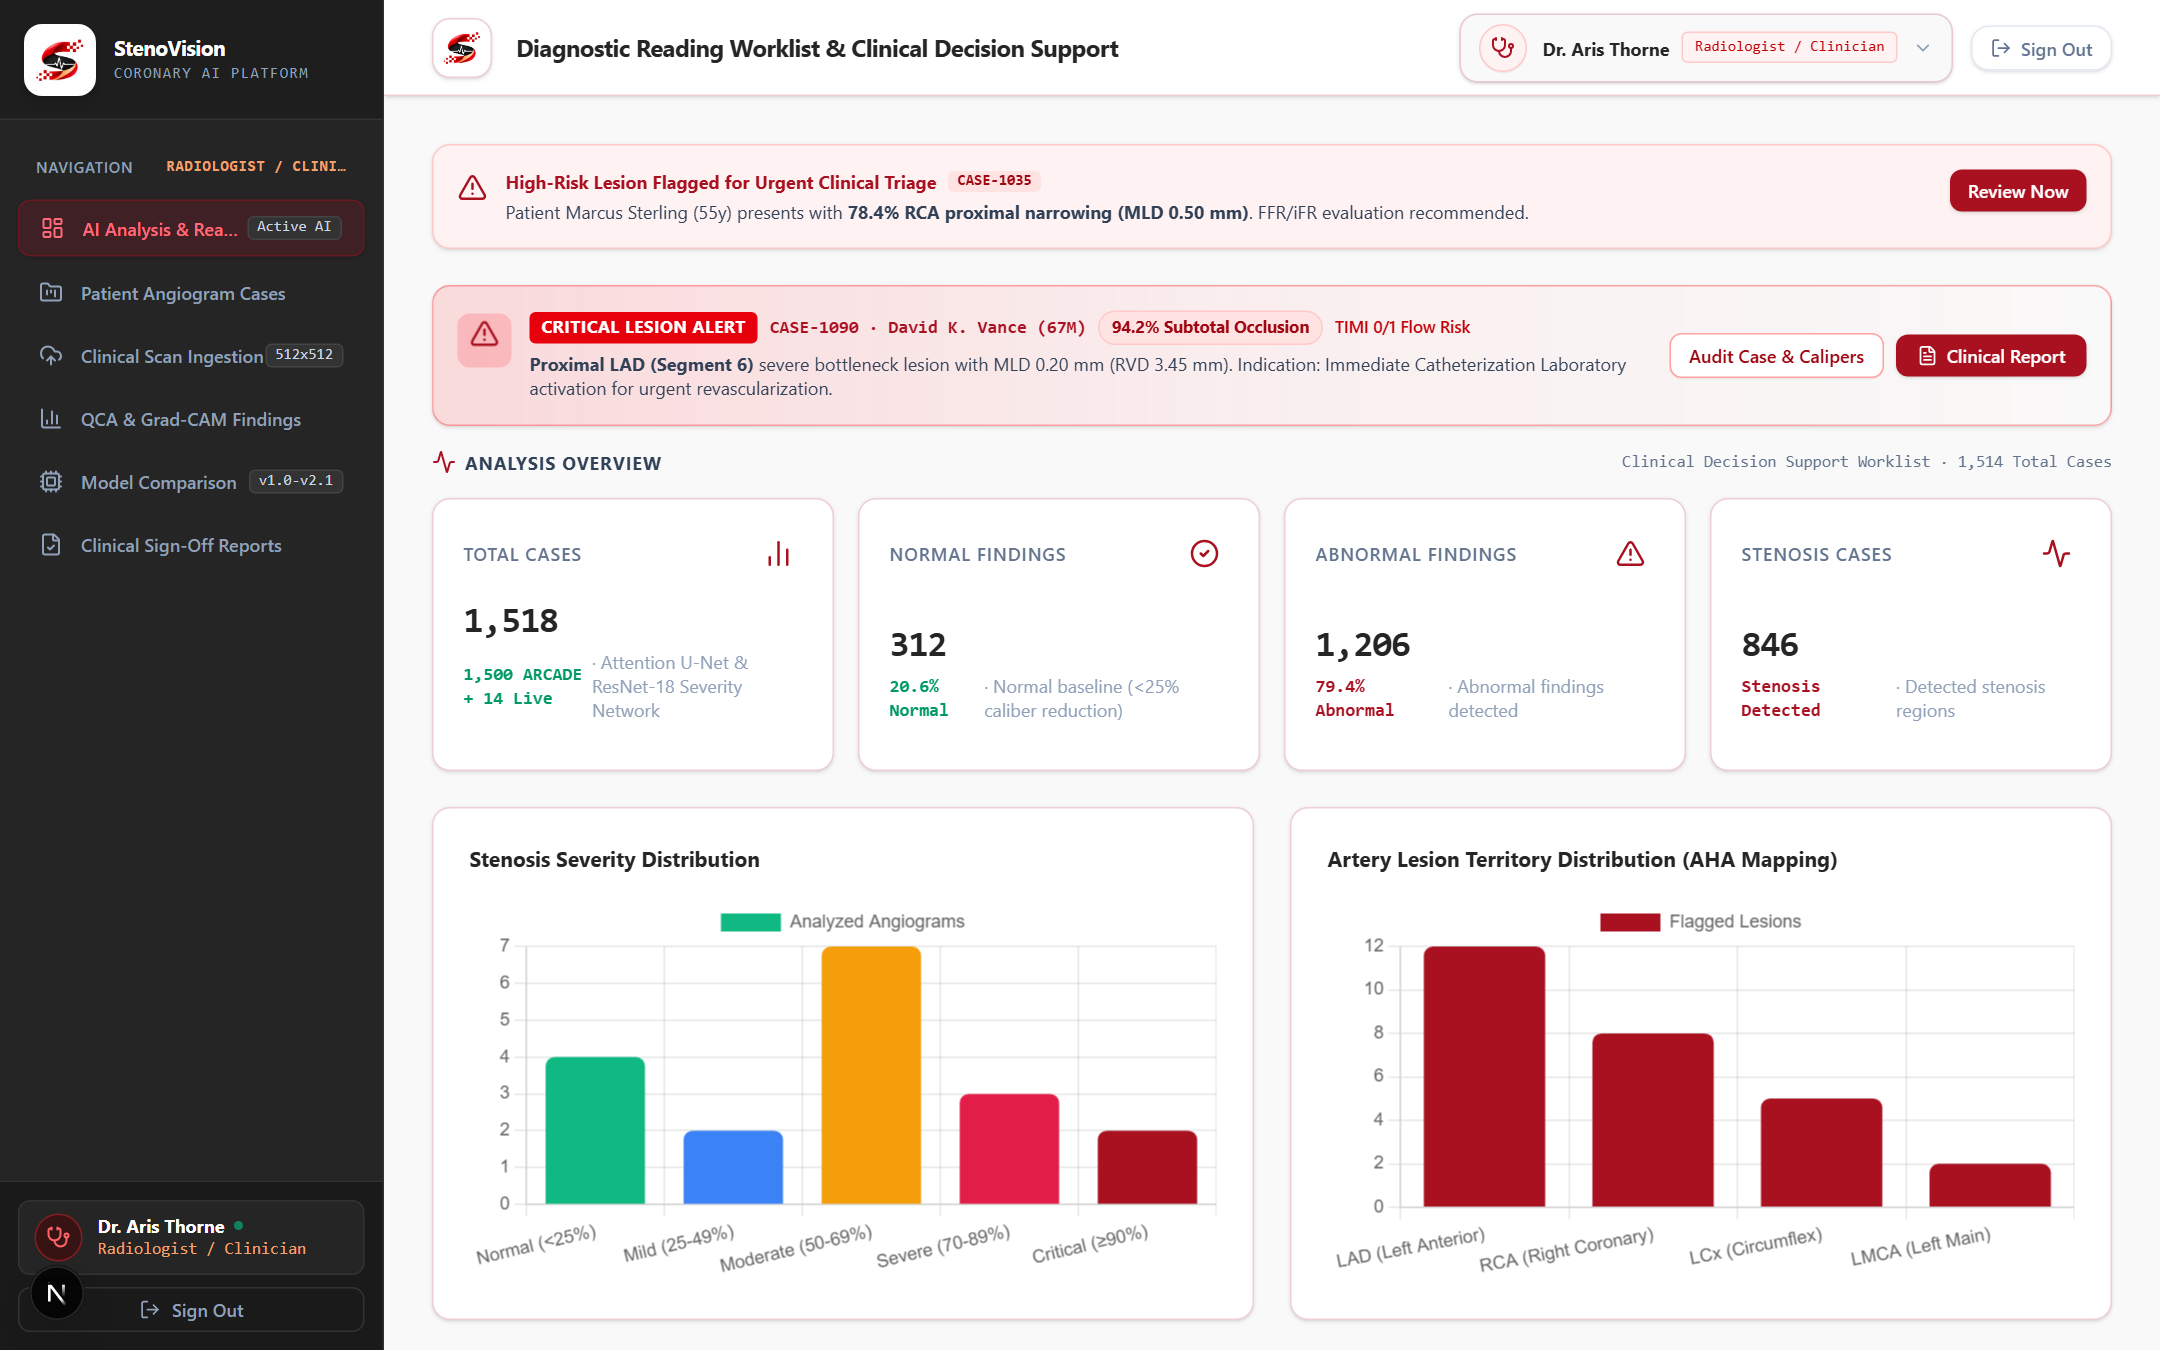 StenoVision
CORONARY AI PLATFORM
NAVIGATION
RADIOLOGIST / CLINI…
AI Analysis & Rea...
Active AI
Patient Angiogram Cases
Clinical Scan Ingestion
512x512
QCA & Grad-CAM Findings
Model Comparison
v1.0-v2.1
Clinical Sign-Off Reports
Dr. Aris Thorne
Radiologist / Clinician
N
Sign Out
Diagnostic Reading Worklist & Clinical Decision Support
Dr. Aris Thorne
Radiologist / Clinician
Sign Out
High-Risk Lesion Flagged for Urgent Clinical Triage
CASE-1035
Patient Marcus Sterling (55y) presents with 78.4% RCA proximal narrowing (MLD 0.50 mm). FFR/iFR evaluation recommended.
Review Now
CRITICAL LESION ALERT
CASE-1090 · David K. Vance (67M)
94.2% Subtotal Occlusion
TIMI 0/1 Flow Risk
Proximal LAD (Segment 6) severe bottleneck lesion with MLD 0.20 mm (RVD 3.45 mm). Indication: Immediate Catheterization Laboratory
activation for urgent revascularization.
Audit Case & Calipers
Clinical Report
ANALYSIS OVERVIEW
Clinical Decision Support Worklist · 1,514 Total Cases
TOTAL CASES
1,518
1,500 ARCADE
+ 14 Live
· Attention U-Net &
ResNet-18 Severity
Network
NORMAL FINDINGS
312
20.6%
Normal
· Normal baseline (<25%
caliber reduction)
ABNORMAL FINDINGS
1,206
79.4%
Abnormal
· Abnormal findings
detected
STENOSIS CASES
846
Stenosis
Detected
· Detected stenosis
regions
Stenosis Severity Distribution
Analyzed Angiograms
7
6
5
4
3
2
1
0
Normal (<25%)
Mild (25-49%)
Moderate (50-69%)
Severe (70-89%)
Critical (≥90%)
Artery Lesion Territory Distribution (AHA Mapping)
Flagged Lesions
12
10
8
6
4
2
0
LAD (Left Anterior)
RCA (Right Coronary)
LCx (Circumflex)
LMCA (Left Main)